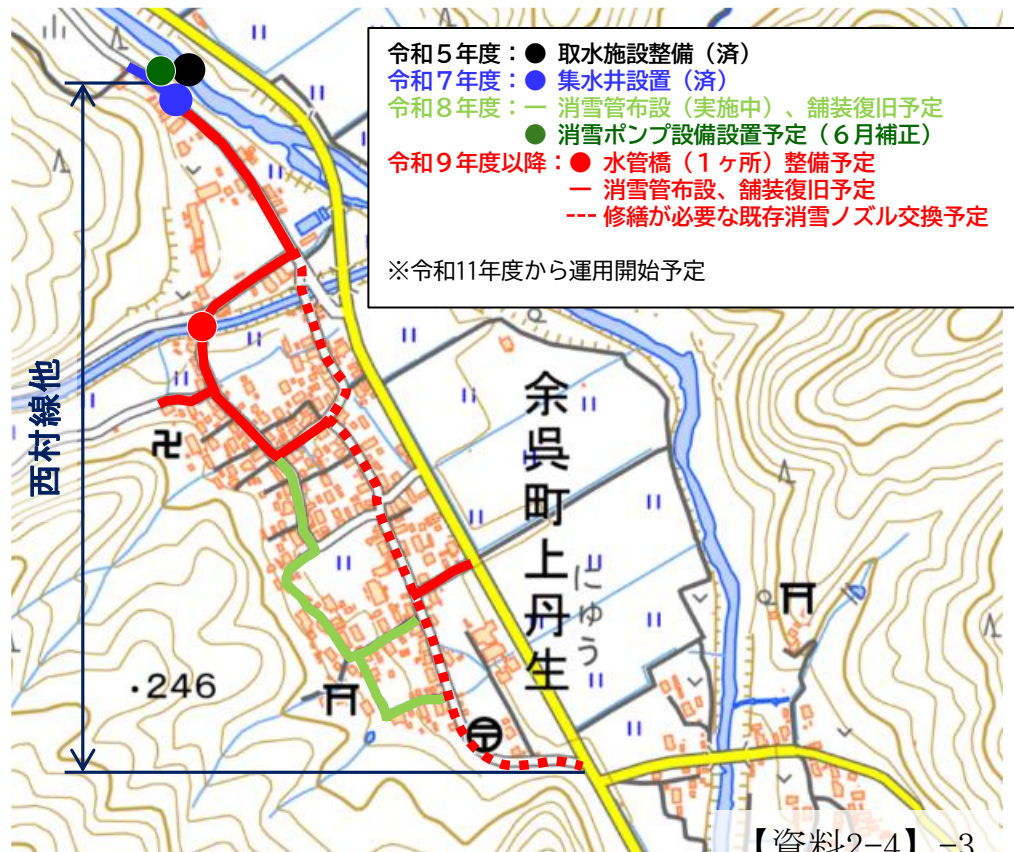 令和5年度：● 取水施設整備（済）
令和7年度：● 集水井設置（済）
令和8年度：― 消雪管布設（実施中）、舗装復旧予定
● 消雪ポンプ設備設置予定（6月補正）
令和9年度以降：● 水管橋（1ヶ所）整備予定
― 消雪管布設、舗装復旧予定
--- 修繕が必要な既存消雪ノズル交換予定
※令和11年度から運用開始予定
西村線他
余呉町上丹生
にゅう
・246
【資料2-4】-3